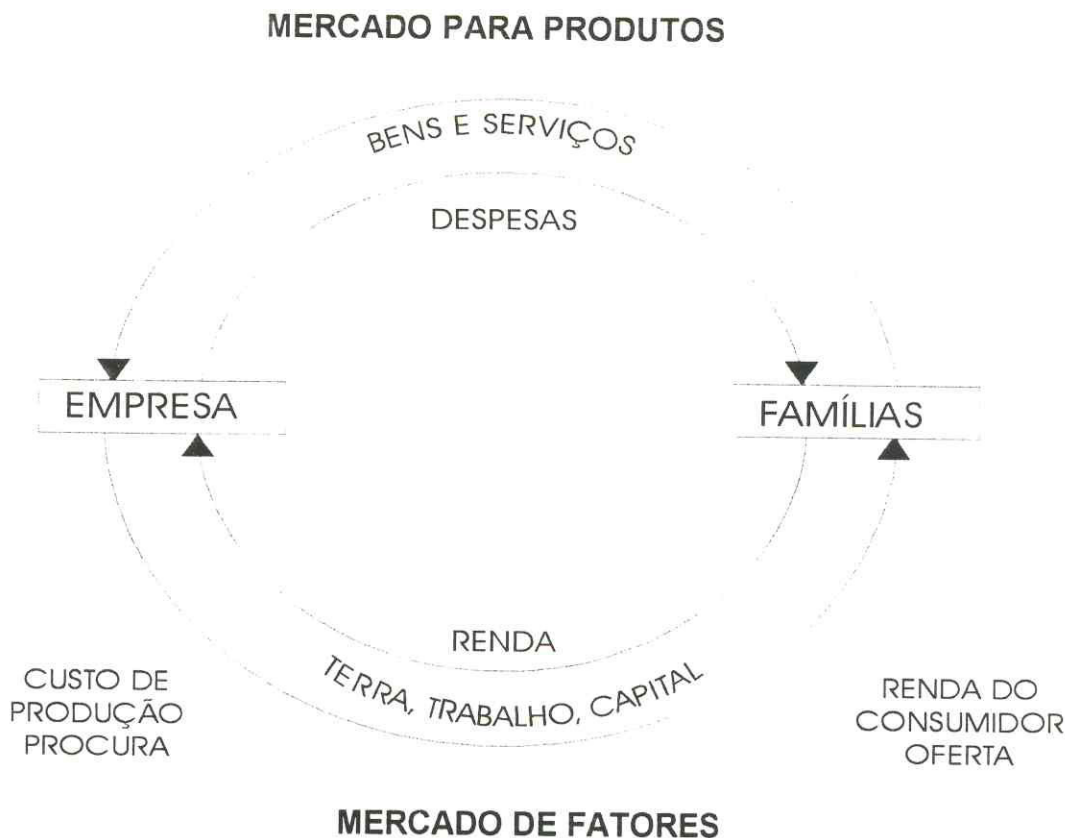 MERCADO PARA PRODUTOS
BENS E SERVIÇOS
DESPESAS
EMPRESA
FAMÍLIAS
RENDA
TERRA, TRABALHO, CAPITAL
CUSTO DE
PRODUÇÃO
PROCURA
RENDA DO
CONSUMIDOR
OFERTA
MERCADO DE FATORES